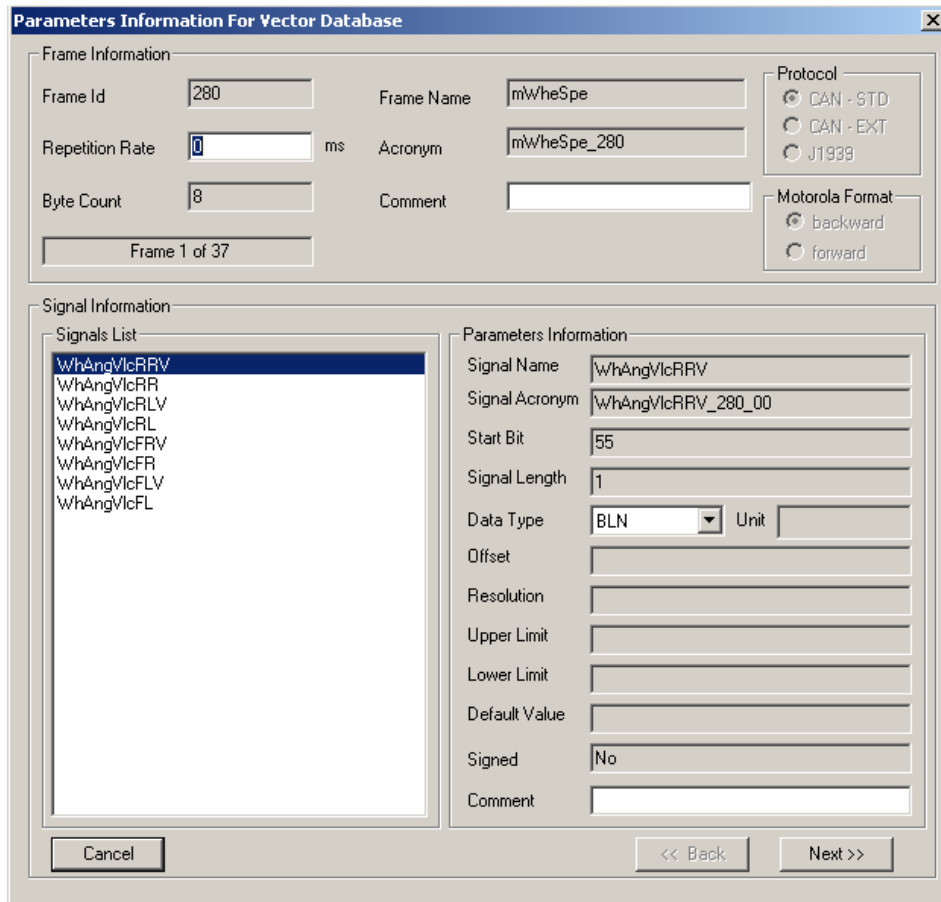 Parameters Information For Vector Database
Frame Information
Frame Id 280
Frame Name mWheSpe
Protocol
CAN - STD
CAN - EXT
J1939
Repetition Rate 0 ms
Acronym mWheSpe_280
Byte Count 8
Comment
Motorola Format
backward
forward
Frame 1 of 37
Signal Information
Signals List
WhAngVlcRRV
WhAngVlcRR
WhAngVlcRLV
WhAngVlcRL
WhAngVlcFRV
WhAngVlcFR
WhAngVlcFLV
WhAngVlcFL
Parameters Information
Signal Name WhAngVlcRRV
Signal Acronym WhAngVlcRRV_280_00
Start Bit 55
Signal Length 1
Data Type BLN Unit
Offset
Resolution
Upper Limit
Lower Limit
Default Value
Signed No
Comment
Cancel
<< Back
Next >>